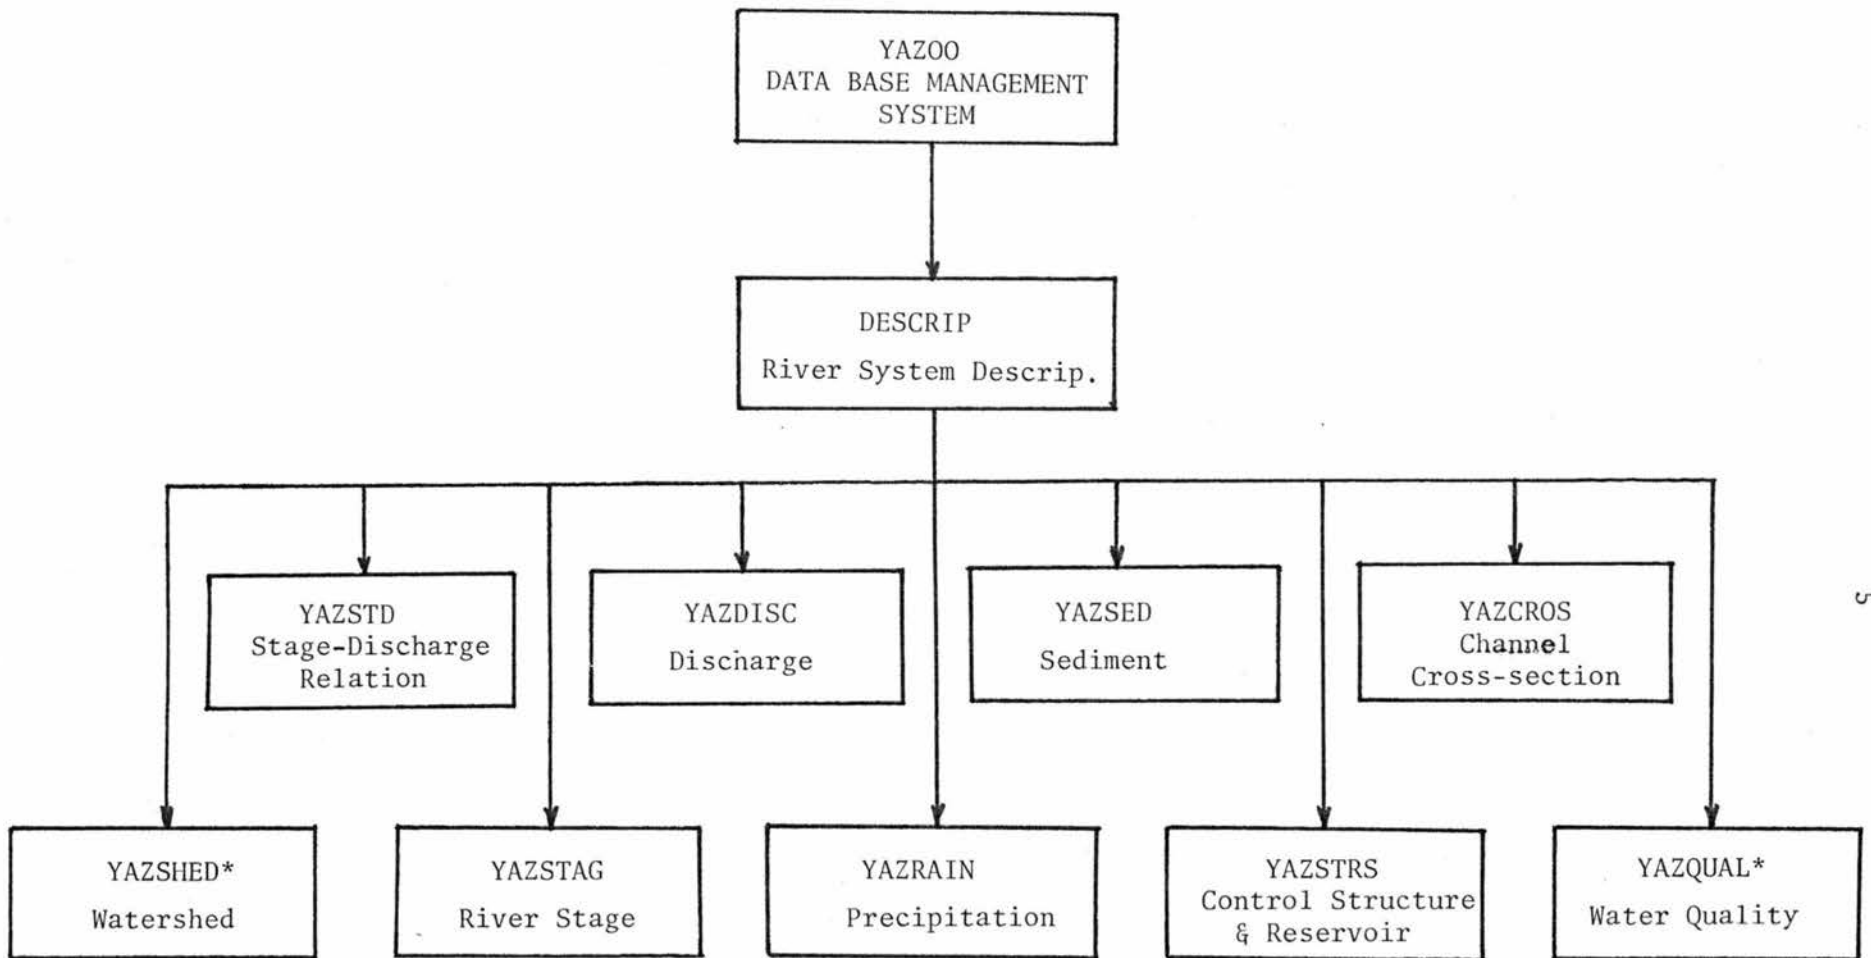 YAZOO
DATA BASE MANAGEMENT
SYSTEM
DESCRIP
River System Descrip.
YAZSTD
Stage-Discharge
Relation
YAZDISC
Discharge
YAZSED
Sediment
YAZCROS
Channel
Cross-section
5
YAZSHED*
Watershed
YAZSTAG
River Stage
YAZRAIN
Precipitation
YAZSTRS
Control Structure
& Reservoir
YAZQUAL*
Water Quality